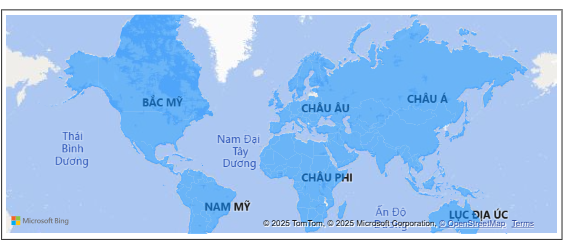 BẮC MỸ
CHÂU ÂU
CHÂU Á
Thái
Bình
Dương
Nam Đại
Tây
Dương
CHÂU PHI
NAM MỸ
Ấn Độ
LỤC ĐỊA ÚC
Microsoft Bing
© 2025 TomTom, © 2025 Microsoft Corporation, © OpenStreetMap Terms